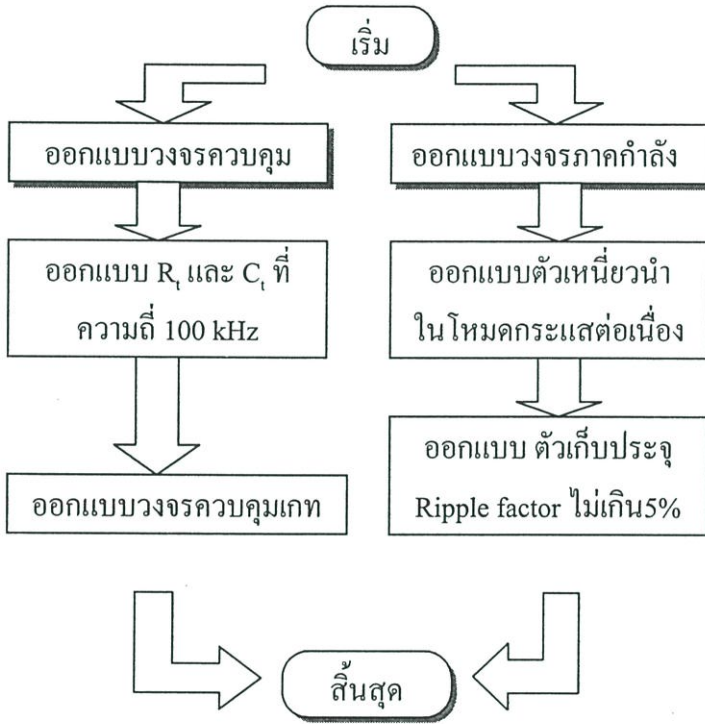 เริ่ม
ออกแบบวงจรควบคุม
ออกแบบ Rₜ และ Cₜ ที่
ความถี่ 100 kHz
ออกแบบวงจรควบคุมเกท
ออกแบบวงจรภาคกำลัง
ออกแบบตัวเหนี่ยวนำ
ในโหมดกระแสต่อเนื่อง
ออกแบบ ตัวเก็บประจุ
Ripple factor ไม่เกิน5%
สิ้นสุด